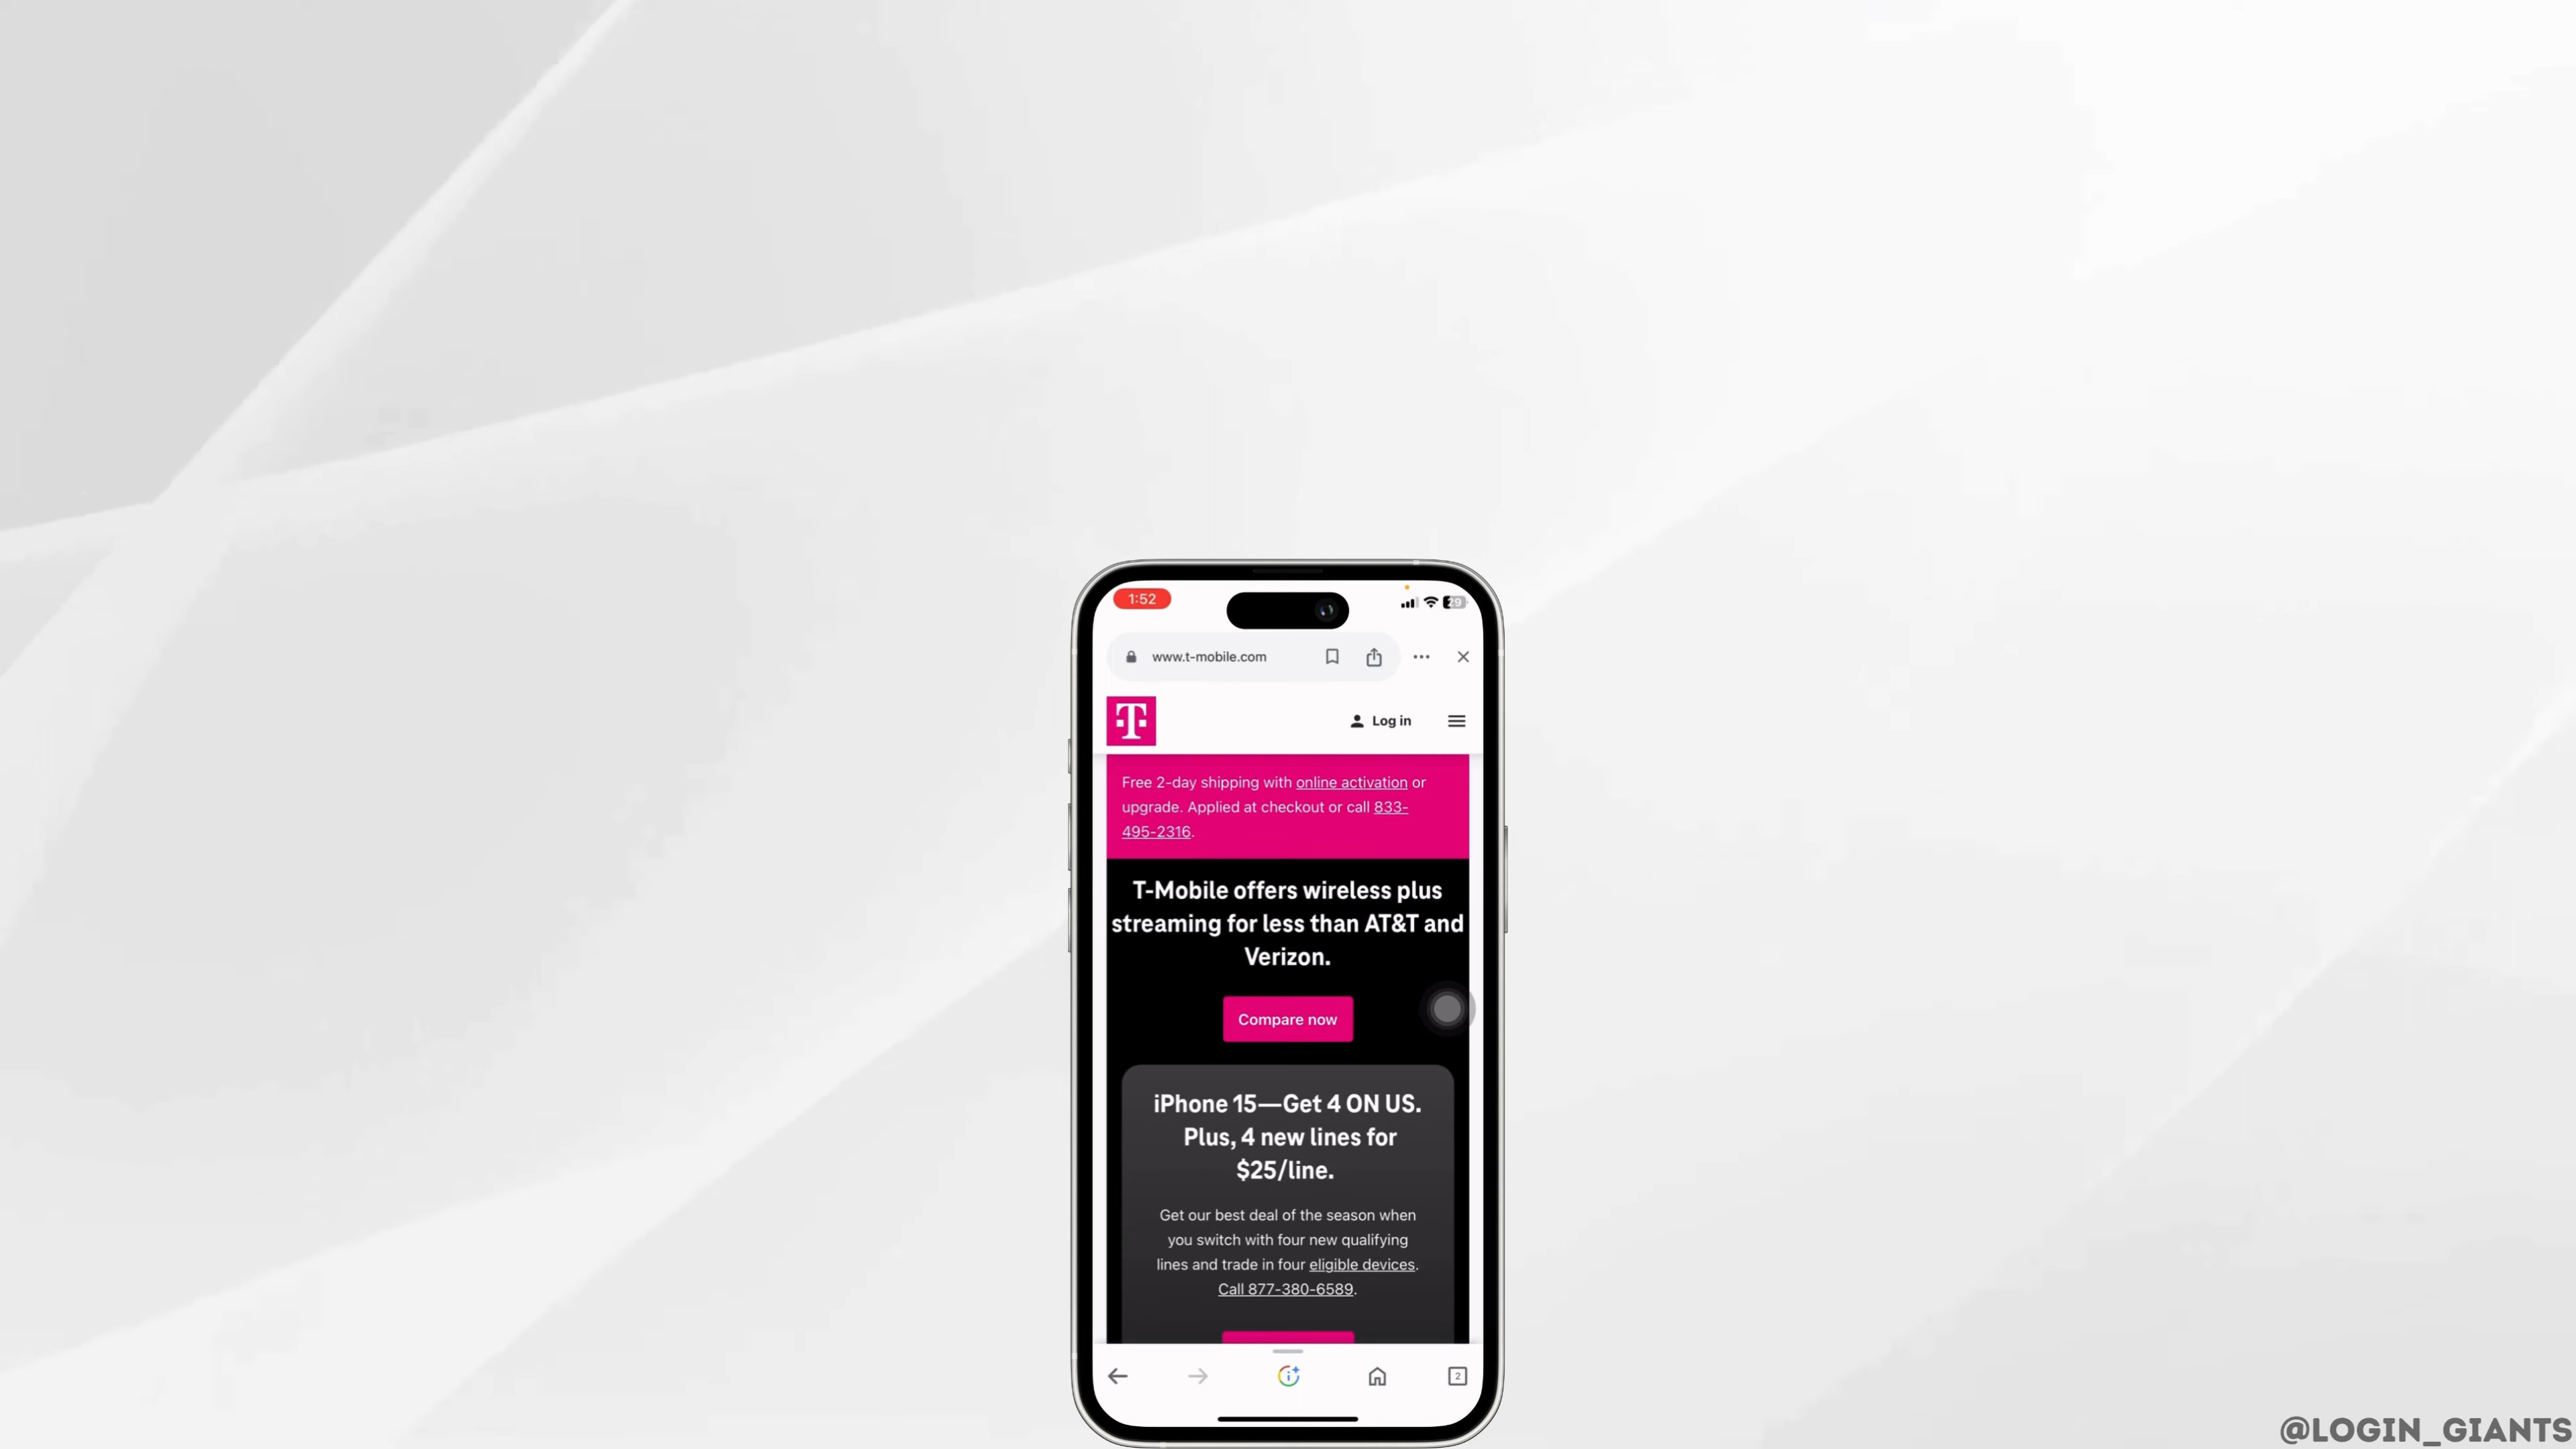 1:52
29
www.t-mobile.com
T
Log in
Free 2-day shipping with online activation or
upgrade. Applied at checkout or call 833-
495-2316.
T-Mobile offers wireless plus
streaming for less than AT&T and
Verizon.
Compare now
iPhone 15—Get 4 ON US.
Plus, 4 new lines for
$25/line.
Get our best deal of the season when
you switch with four new qualifying
lines and trade in four eligible devices.
Call 877-380-6589.
2
@LOGIN_GIANTS